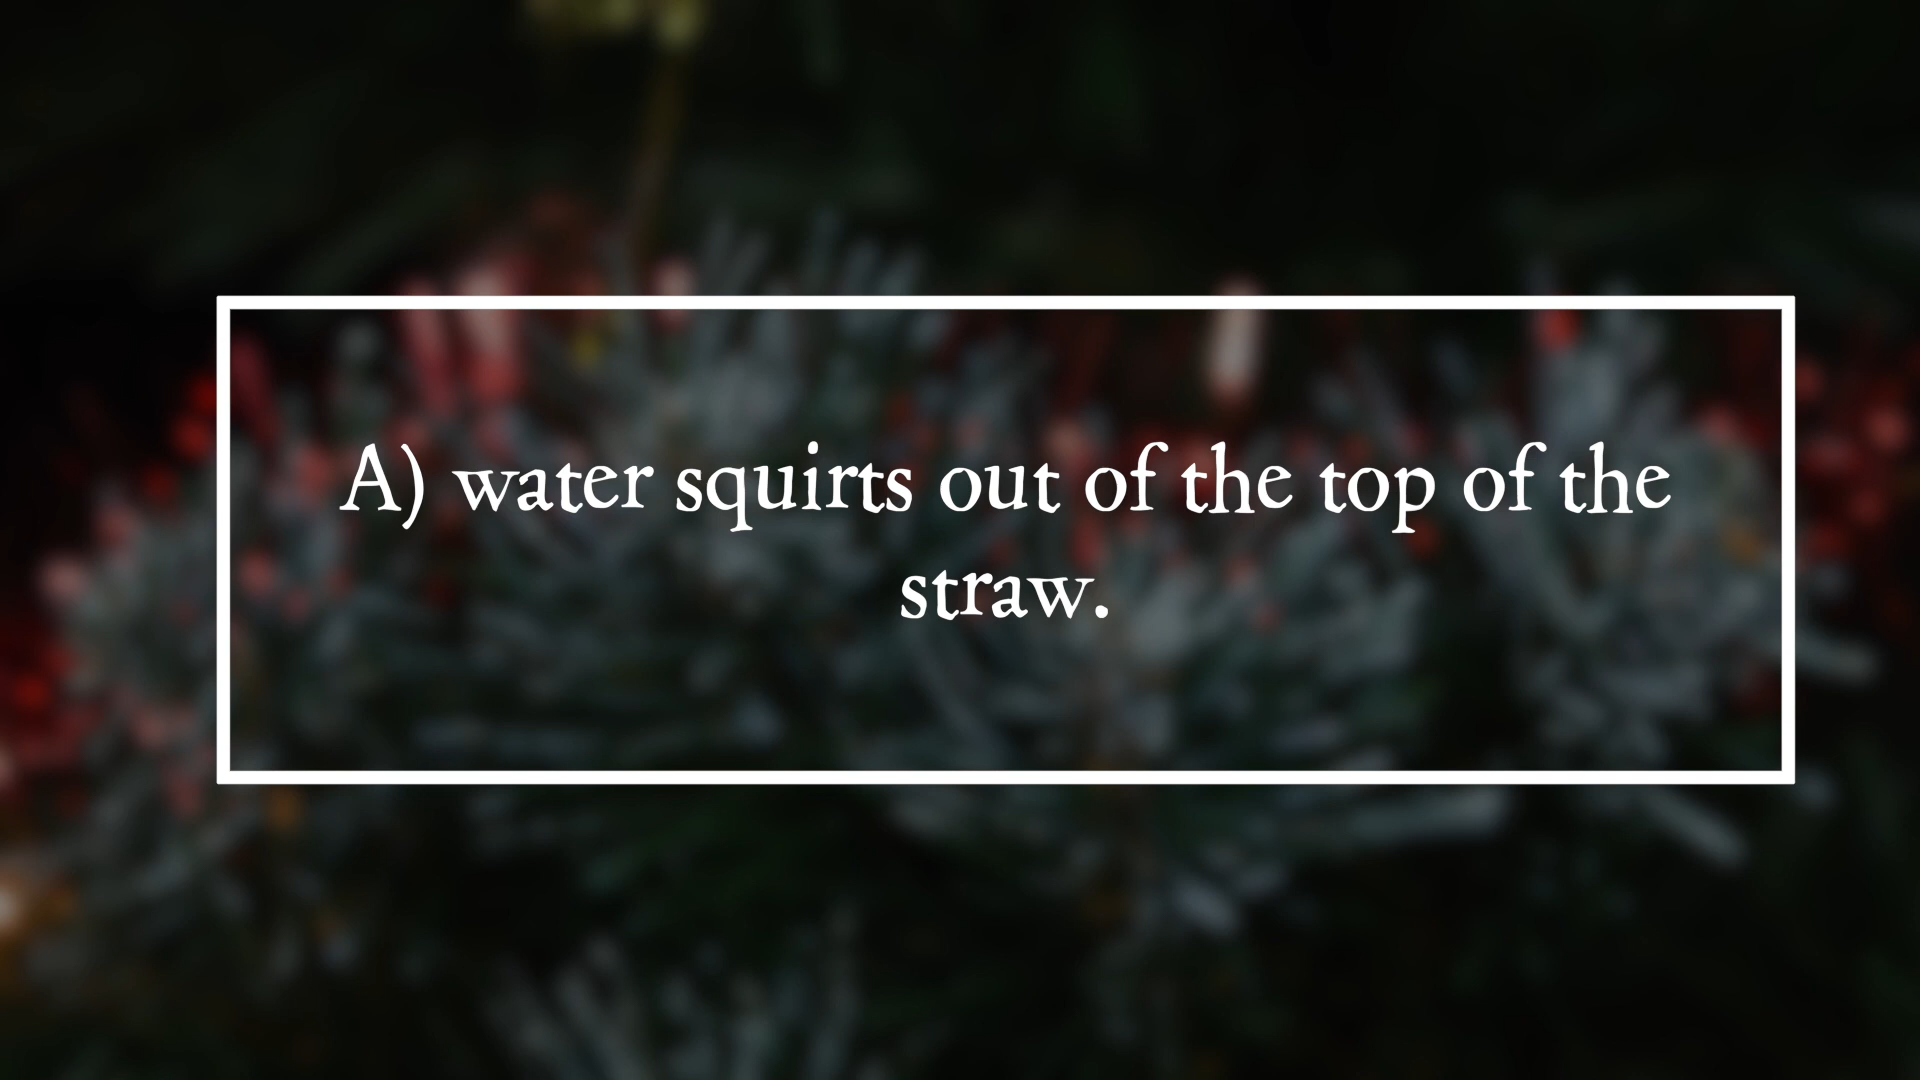 A) water squirts out of the top of the
straw.